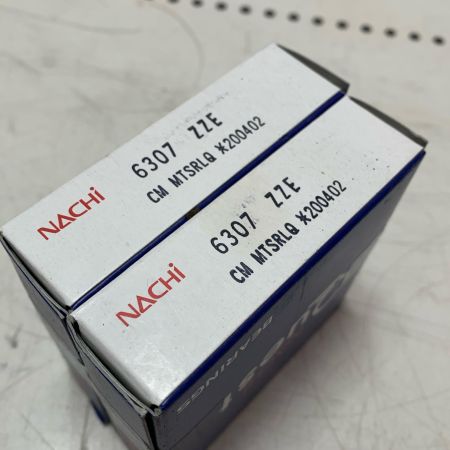 NACHi
6307 ZZE
CM MTSRLQ ※200402
NACHi
6307 ZZE
CM MTSRLQ ※200402
BEARINGS